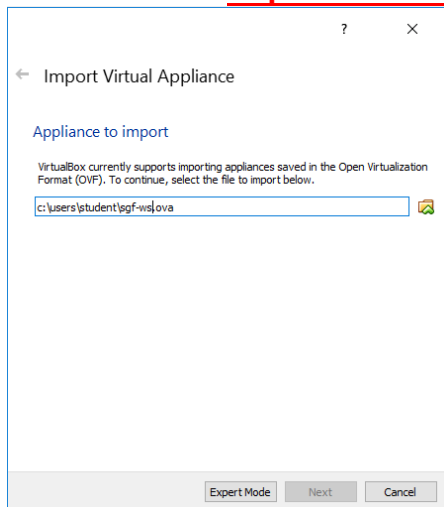 ?
Import Virtual Appliance
Appliance to import
VirtualBox currently supports importing appliances saved in the Open Virtualization
Format (OVF). To continue, select the file to import below.
c:\users\student\sgf-ws.ova
Expert Mode Next Cancel